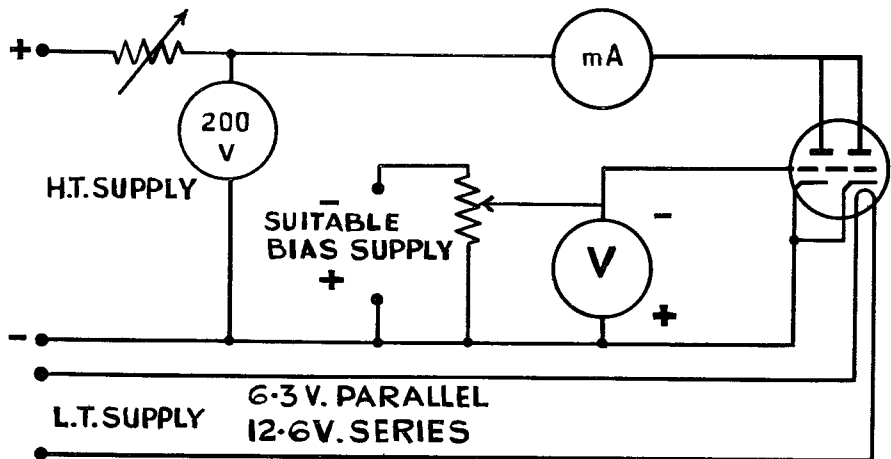 +
mA
200
V
H.T. SUPPLY
-
SUITABLE
BIAS SUPPLY
+
-
V
+
-
6·3 V. PARALLEL
L.T. SUPPLY
12·6V. SERIES